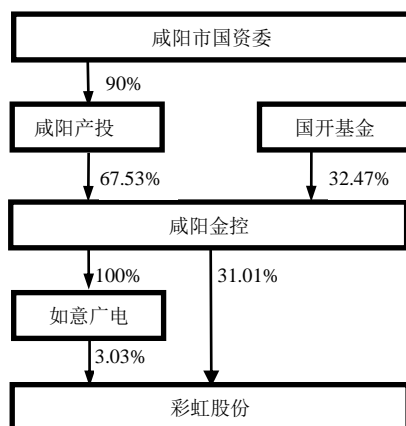 咸阳市国资委
90%
咸阳产投
国开基金
67.53%
32.47%
咸阳金控
100%
31.01%
如意广电
3.03%
彩虹股份